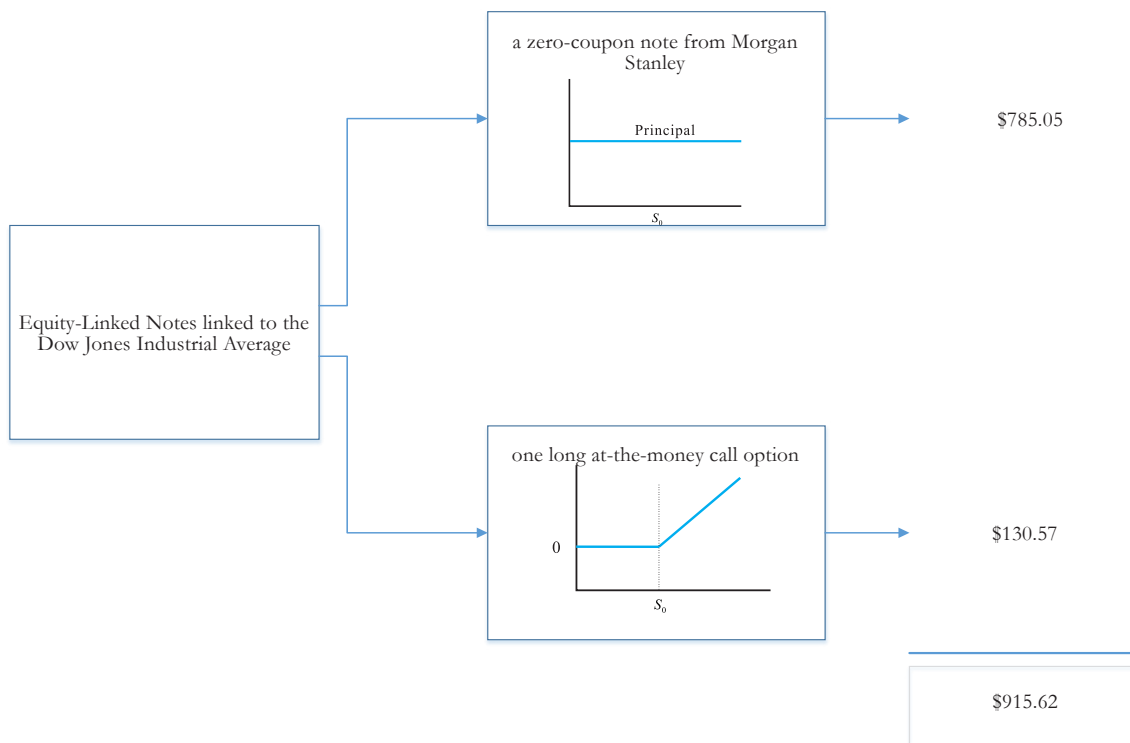 a zero-coupon note from Morgan
Stanley
Principal
S₀
$785.05
Equity-Linked Notes linked to the
Dow Jones Industrial Average
one long at-the-money call option
0
S₀
$130.57
$915.62